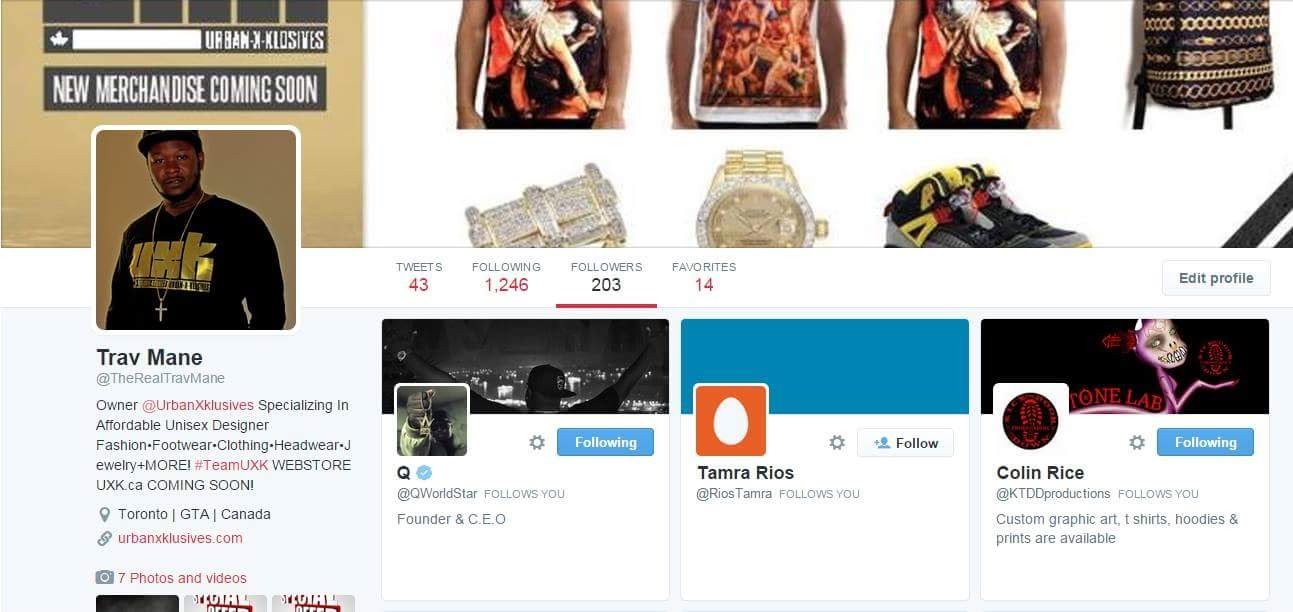 URBAN-X-KLOSIVES
NEW MERCHANDISE COMING SOON
uxk
TWEETS FOLLOWING FOLLOWERS FAVORITES
43 1,246 203 14
Edit profile
Trav Mane
@TheRealTravMane
Owner @UrbanXklusives Specializing In
Affordable Unisex Designer
Fashion•Footwear•Clothing•Headwear•J
ewelry+MORE! #TeamUXK WEBSTORE
UXK.ca COMING SOON!
Toronto | GTA | Canada
urbanxklusives.com
7 Photos and videos
Following
Q
@QWorldStar FOLLOWS YOU
Founder & C.E.O
Follow
Tamra Rios
@RiosTamra FOLLOWS YOU
TONE LAB
Following
Colin Rice
@KTDDproductions FOLLOWS YOU
Custom graphic art, t shirts, hoodies &
prints are available